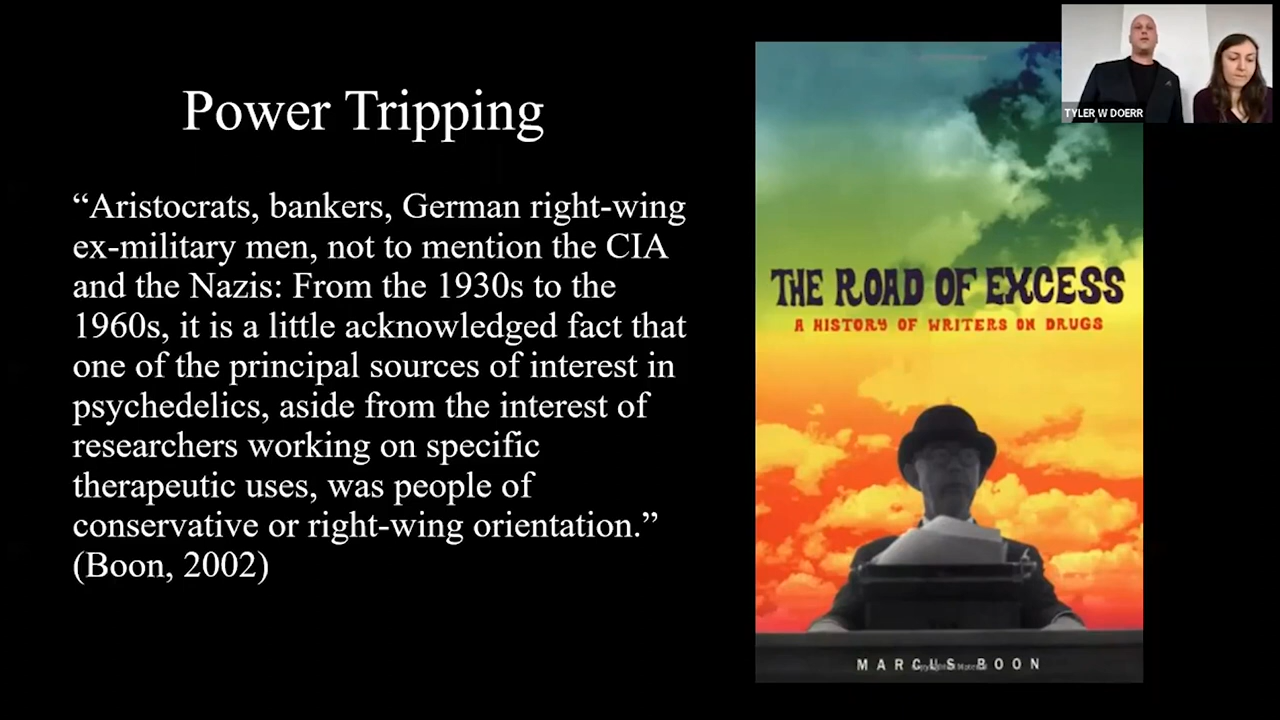 Power Tripping
“Aristocrats, bankers, German right-wing
ex-military men, not to mention the CIA
and the Nazis: From the 1930s to the
1960s, it is a little acknowledged fact that
one of the principal sources of interest in
psychedelics, aside from the interest of
researchers working on specific
therapeutic uses, was people of
conservative or right-wing orientation.”
(Boon, 2002)
TYLER W DOERR
THE ROAD OF EXCESS
A HISTORY OF WRITERS ON DRUGS
MARCUS BOON